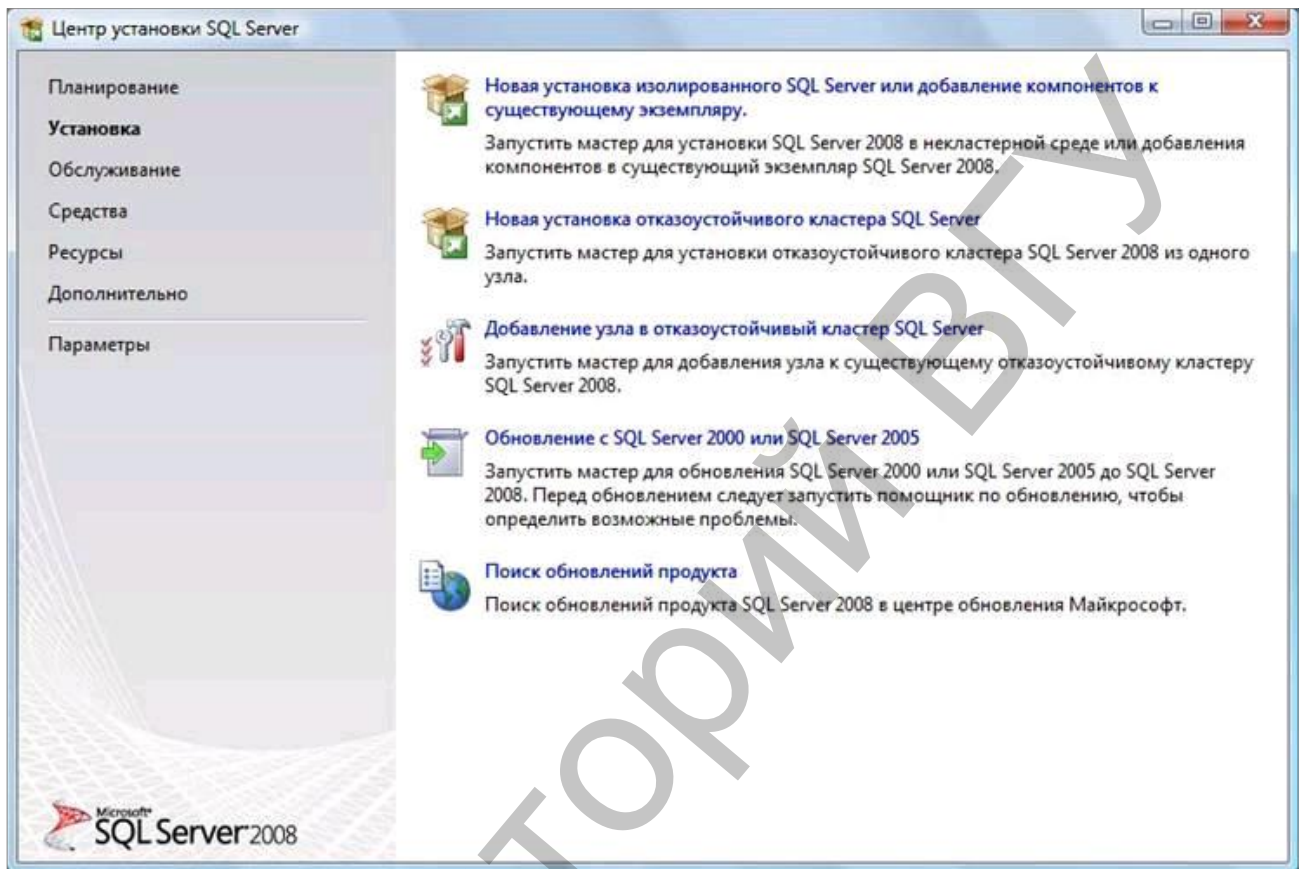 Центр установки SQL Server
Планирование
Установка
Обслуживание
Средства
Ресурсы
Дополнительно
Параметры
Новая установка изолированного SQL Server или добавление компонентов к
существующему экземпляру.
Запустить мастер для установки SQL Server 2008 в некластерной среде или добавления
компонентов в существующий экземпляр SQL Server 2008.
Новая установка отказоустойчивого кластера SQL Server
Запустить мастер для установки отказоустойчивого кластера SQL Server 2008 из одного
узла.
Добавление узла в отказоустойчивый кластер SQL Server
Запустить мастер для добавления узла к существующему отказоустойчивому кластеру
SQL Server 2008.
Обновление с SQL Server 2000 или SQL Server 2005
Запустить мастер для обновления SQL Server 2000 или SQL Server 2005 до SQL Server
2008. Перед обновлением следует запустить помощник по обновлению, чтобы
определить возможные проблемы.
Поиск обновлений продукта
Поиск обновлений продукта SQL Server 2008 в центре обновления Майкрософт.
Microsoft®
SQL Server 2008
торий ВГУ